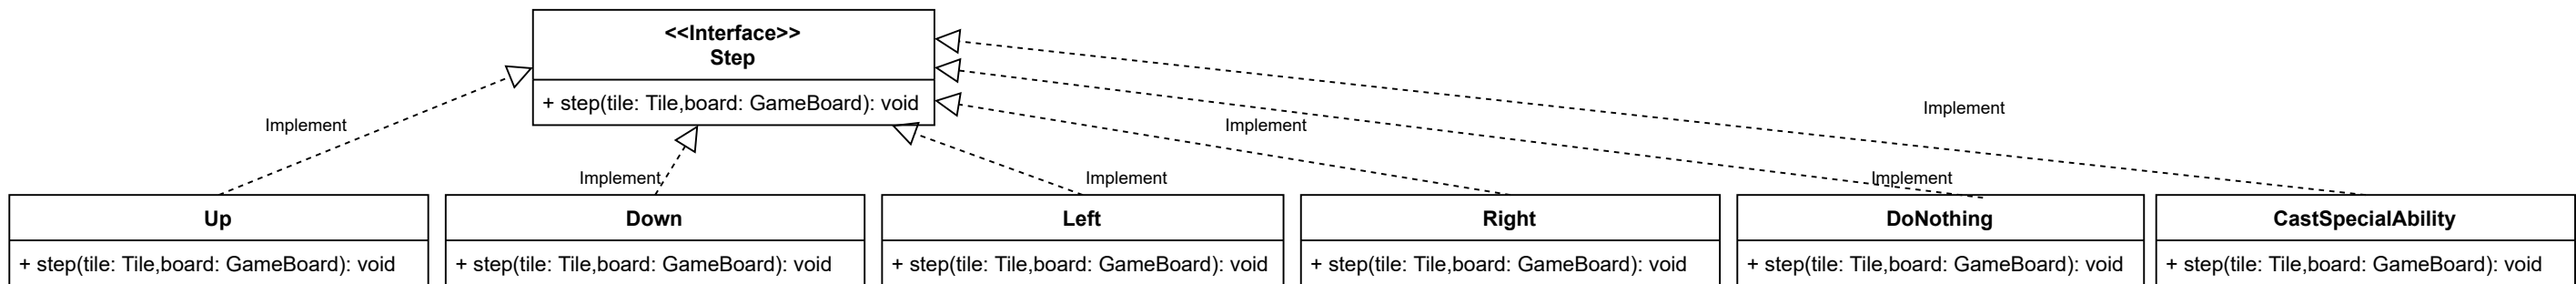 <<Interface>>
Step
+ step(tile: Tile,board: GameBoard): void
Implement
Implement
Implement
Implement
Implement
Implement
Up
+ step(tile: Tile,board: GameBoard): void
Down
+ step(tile: Tile,board: GameBoard): void
Left
+ step(tile: Tile,board: GameBoard): void
Right
+ step(tile: Tile,board: GameBoard): void
DoNothing
+ step(tile: Tile,board: GameBoard): void
CastSpecialAbility
+ step(tile: Tile,board: GameBoard): void